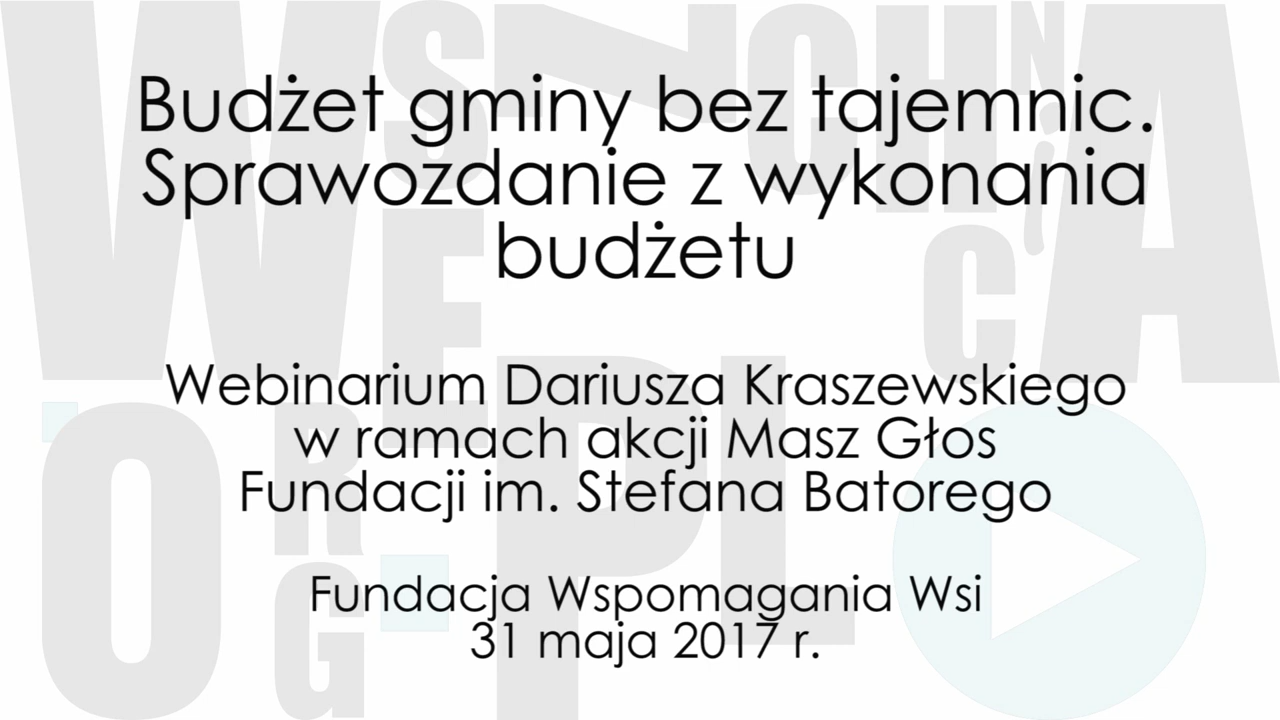 Budżet gminy bez tajemnic.
Sprawozdanie z wykonania
budżetu
Webinarium Dariusza Kraszewskiego
w ramach akcji Masz Głos
Fundacji im. Stefana Batorego
Fundacja Wspomagania Wsi
31 maja 2017 r.